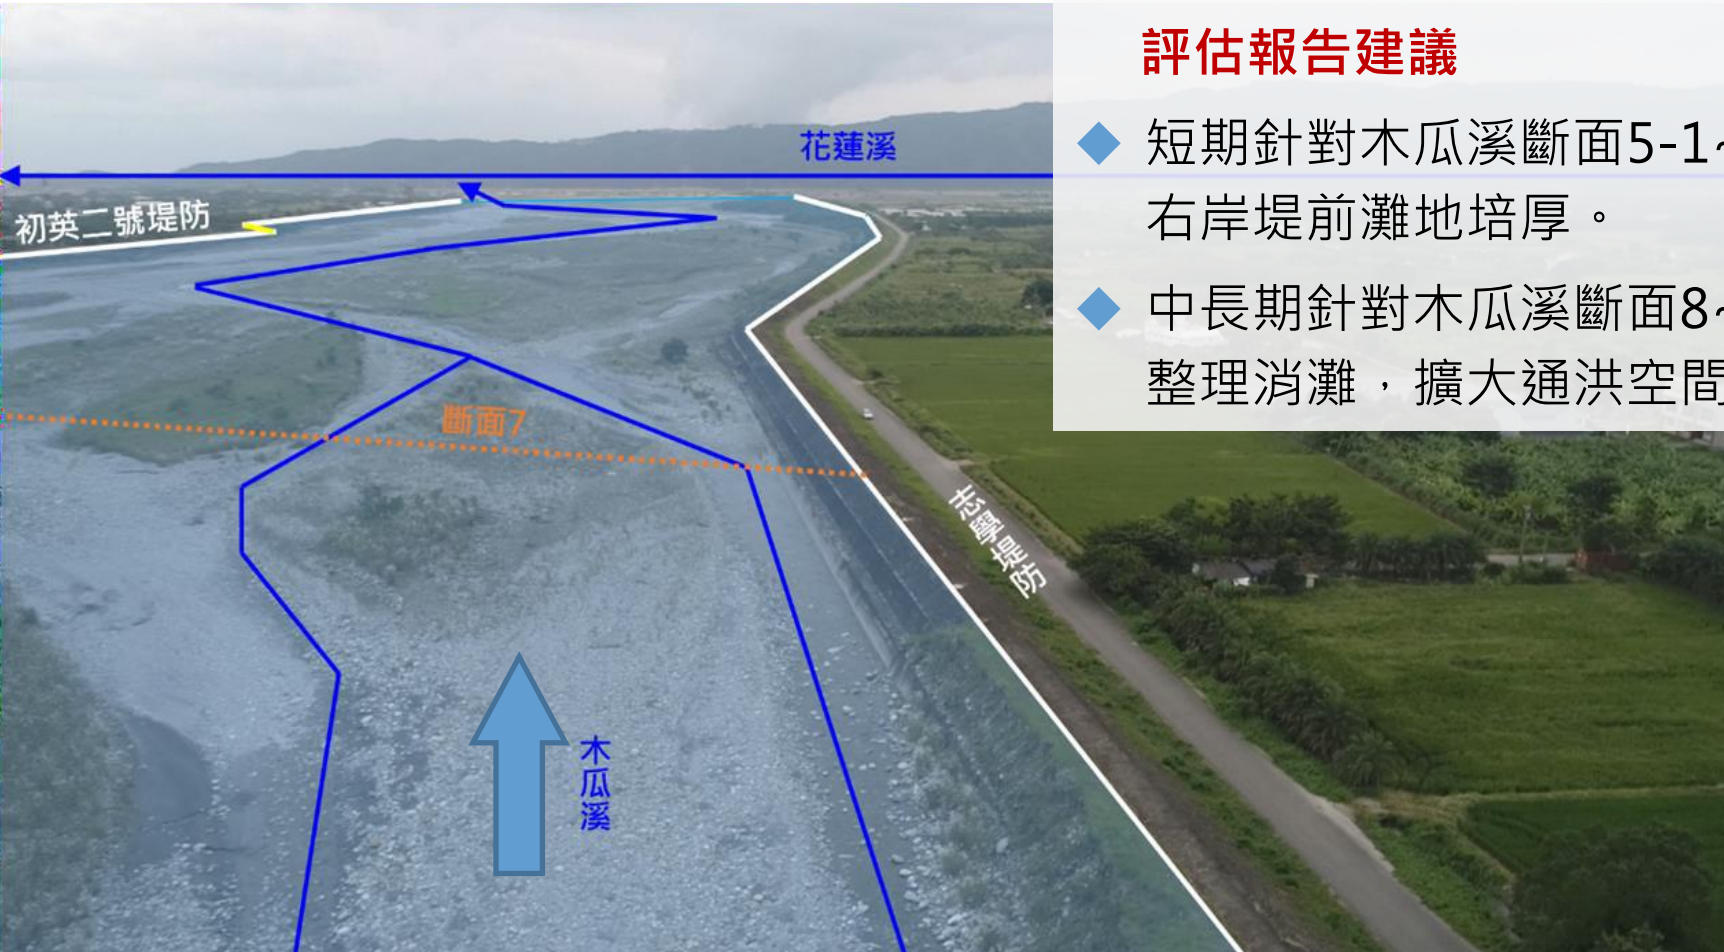 評估報告建議
短期針對木瓜溪斷面5-1~
右岸堤前灘地培厚。
中長期針對木瓜溪斷面8~
整理消灘，擴大通洪空間
花蓮溪
初英二號堤防
斷面7
志學堤防
木瓜溪